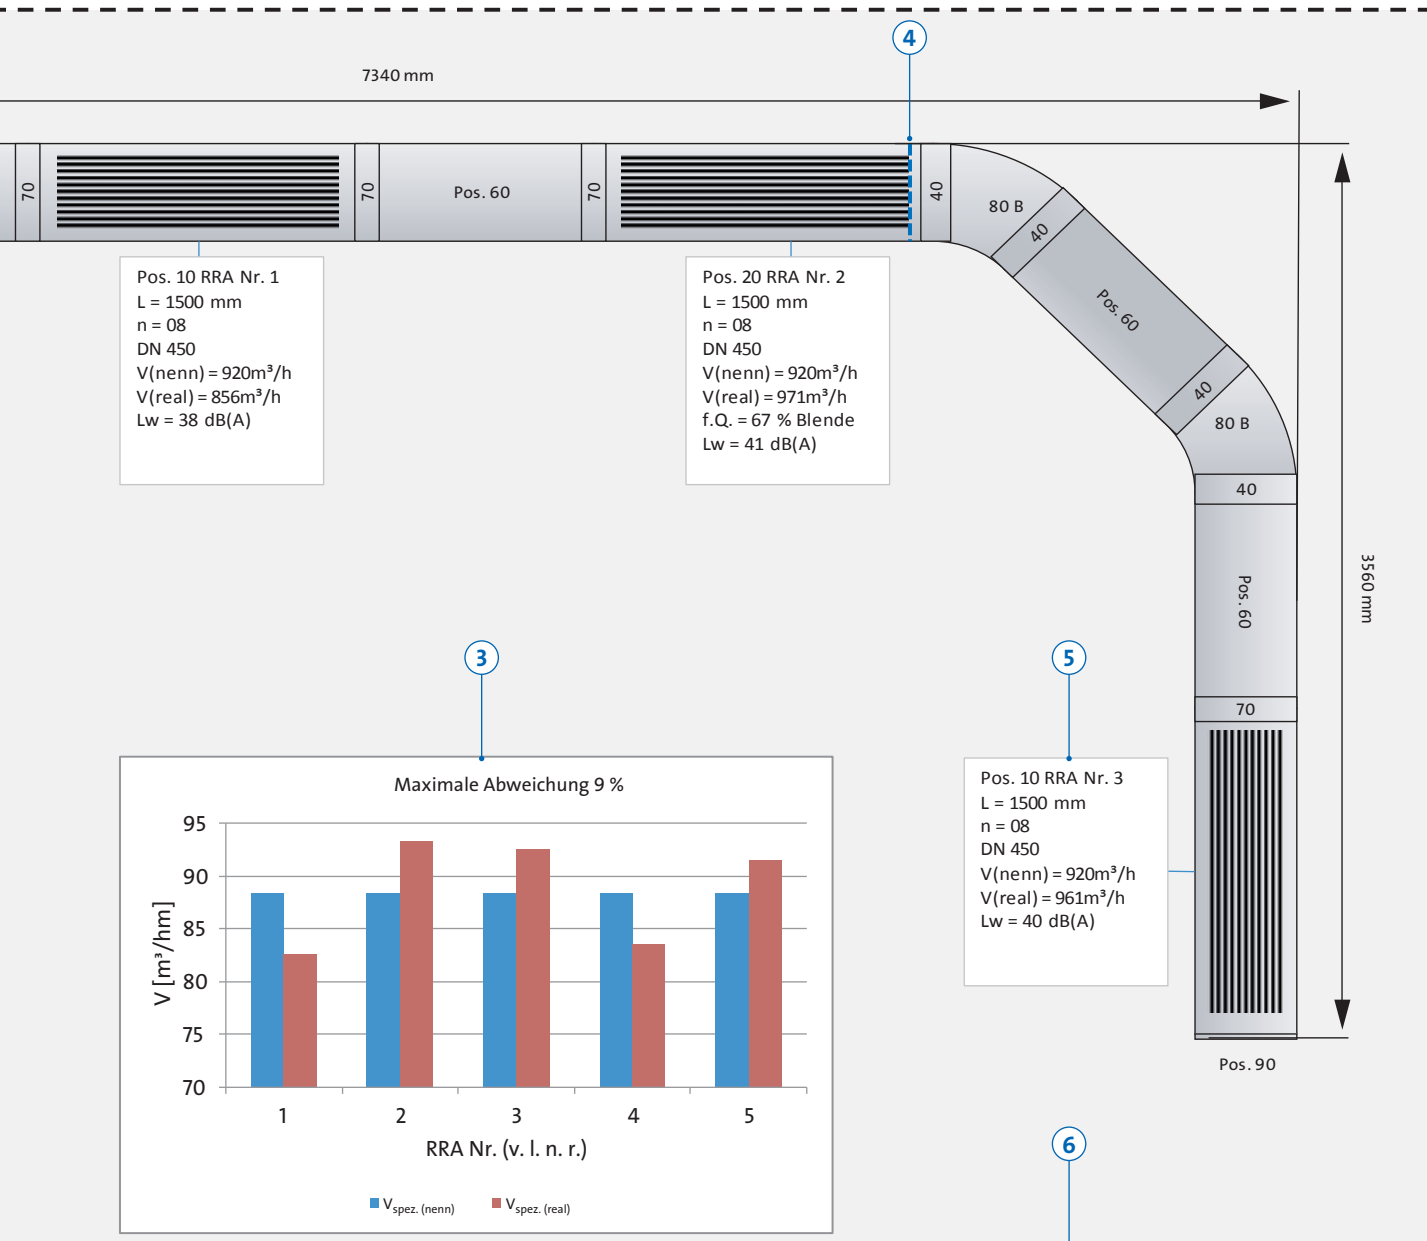 4
7340 mm
70
70
Pos. 60
70
40
80 B
40
Pos. 60
40
80 B
40
Pos. 60
70
3560 mm
Pos. 90
Pos. 10 RRA Nr. 1
L = 1500 mm
n = 08
DN 450
V(nenn) = 920m³/h
V(real) = 856m³/h
Lw = 38 dB(A)
Pos. 20 RRA Nr. 2
L = 1500 mm
n = 08
DN 450
V(nenn) = 920m³/h
V(real) = 971m³/h
f.Q. = 67 % Blende
Lw = 41 dB(A)
3
5
Pos. 10 RRA Nr. 3
L = 1500 mm
n = 08
DN 450
V(nenn) = 920m³/h
V(real) = 961m³/h
Lw = 40 dB(A)
Maximale Abweichung 9 %
V [m³/hm]
95
90
85
80
75
70
1 2 3 4 5
RRA Nr. (v. l. n. r.)
Vspez. (nenn) Vspez. (real)
6